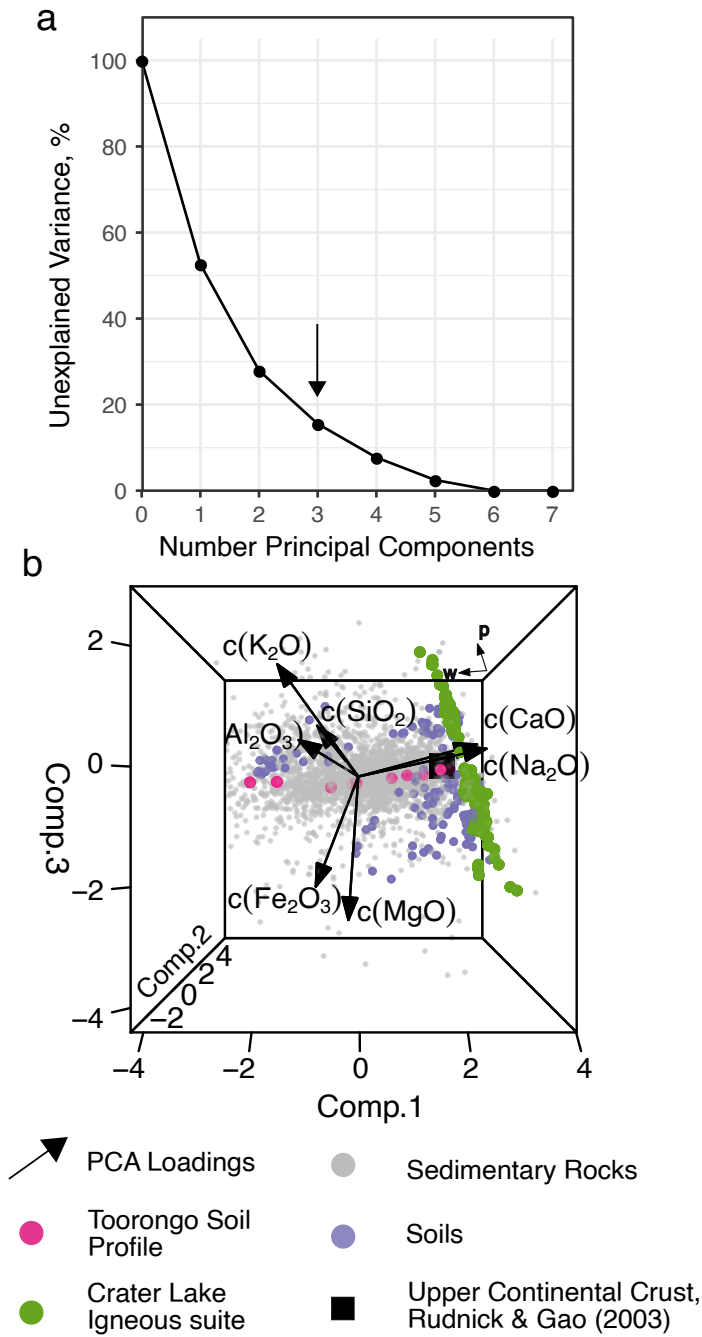 a
Unexplained Variance, %
100
80
60
40
20
0
0 1 2 3 4 5 6 7
Number Principal Components
b
p
w
c(K₂O)
c(SiO₂)
Al₂O₃)
c(CaO)
c(Na₂O)
c(Fe₂O₃)
c(MgO)
Comp.3
2
0
−2
−4
Comp.2
−2 0 2 4
−4 −2 0 2 4
Comp.1
PCA Loadings
Sedimentary Rocks
Toorongo Soil
Profile
Soils
Crater Lake
Igneous suite
Upper Continental Crust,
Rudnick & Gao (2003)